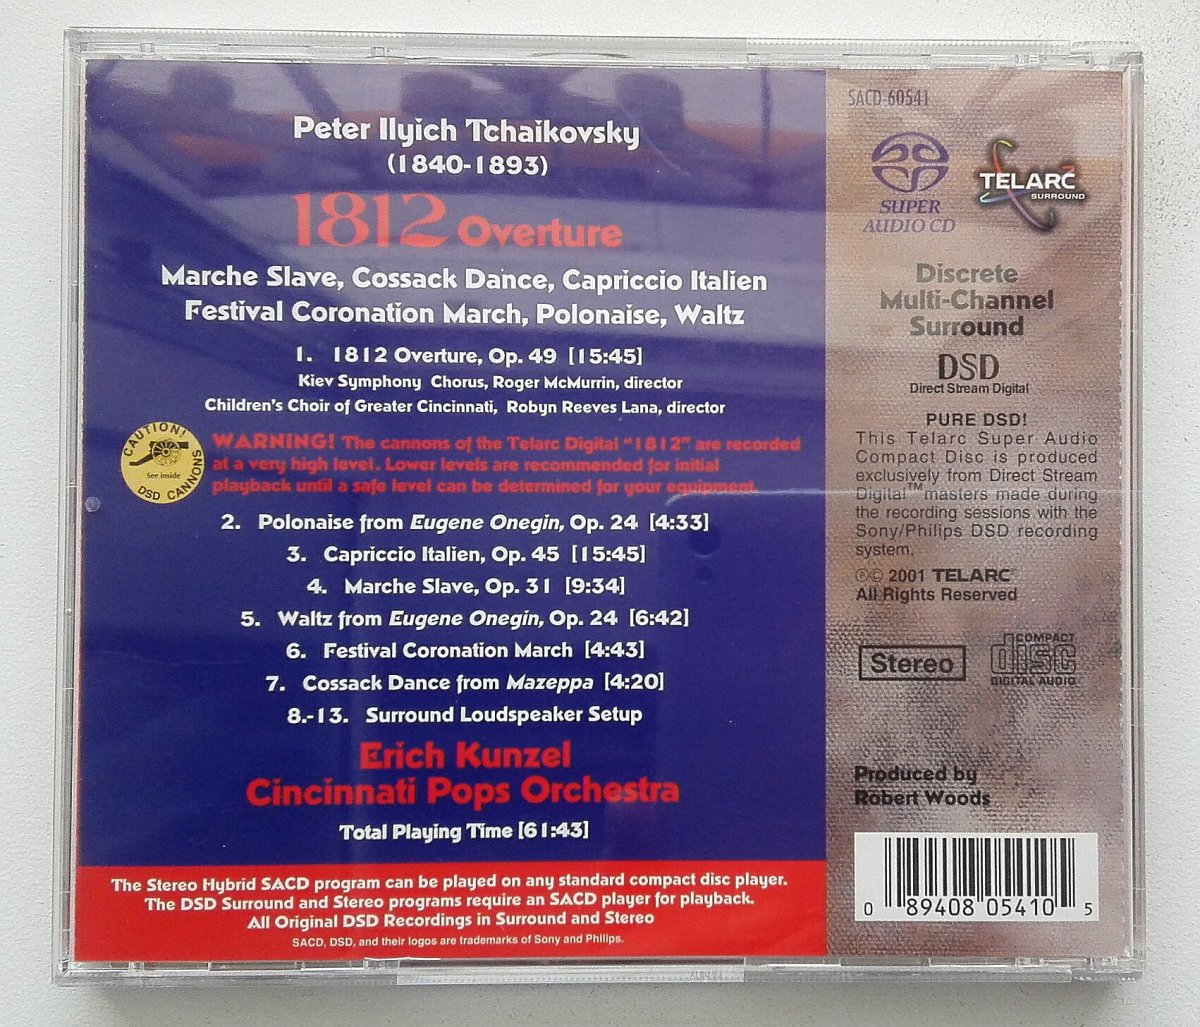 Peter Ilyich Tchaikovsky
(1840-1893)
1812 Overture
Marche Slave, Cossack Dance, Capriccio Italien
Festival Coronation March, Polonaise, Waltz
1. 1812 Overture, Op. 49 [15:45]
Kiev Symphony Chorus, Roger McMurrin, director
Children's Choir of Greater Cincinnati, Robyn Reeves Lana, director
CAUTION!
See inside
DSD CANNONS
WARNING! The cannons of the Telarc Digital "1812" are recorded
at a very high level. Lower levels are recommended for initial
playback until a safe level can be determined for your equipment.
2. Polonaise from Eugene Onegin, Op. 24 [4:33]
3. Capriccio Italien, Op. 45 [15:45]
4. Marche Slave, Op. 31 [9:34]
5. Waltz from Eugene Onegin, Op. 24 [6:42]
6. Festival Coronation March [4:43]
7. Cossack Dance from Mazeppa [4:20]
8.-13. Surround Loudspeaker Setup
Erich Kunzel
Cincinnati Pops Orchestra
Total Playing Time [61:43]
The Stereo Hybrid SACD program can be played on any standard compact disc player.
The DSD Surround and Stereo programs require an SACD player for playback.
All Original DSD Recordings in Surround and Stereo
SACD, DSD, and their logos are trademarks of Sony and Philips.
SACD-60541
SUPER
AUDIO CD
TELARC
SURROUND
Discrete
Multi-Channel
Surround
DSD
Direct Stream Digital
PURE DSD!
This Telarc Super Audio
Compact Disc is produced
exclusively from Direct Stream
Digital™ masters made during
the recording sessions with the
Sony/Philips DSD recording
system.
℗© 2001 TELARC
All Rights Reserved
Stereo
COMPACT
disc
DIGITAL AUDIO
Produced by
Robert Woods
0 89408 05410 5